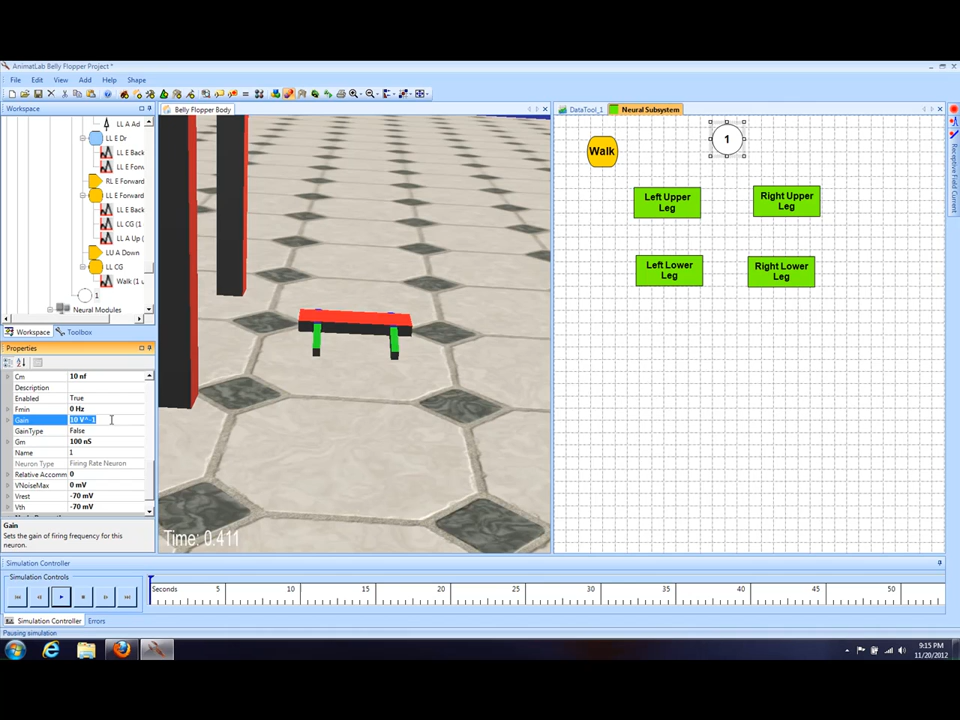 AnimatLab Belly Flopper Project *
File Edit View Add Help Shape
Workspace
Belly Flopper Body
DataTool_1
Neural Subsystem
LL A Ad
LL E Dr
LL E Back
LL E Forw
RL E Forward
LL E Forward
LL E Back
LL CG (1
LL A Up (
LU A Down
LL CG
Walk (1 u
1
Neural Modules
Workspace Toolbox
Properties
Cm 10 nf
Description
Enabled True
Fmin 0 Hz
Gain 10 V^-1
GainType False
Gm 100 nS
Name 1
Neuron Type Firing Rate Neuron
Relative Accomm 0
VNoiseMax 0 mV
Vrest -70 mV
Vth -70 mV
Gain
Sets the gain of firing frequency for this
neuron.
Time: 0.411
Walk
1
Left Upper
Leg
Right Upper
Leg
Left Lower
Leg
Right Lower
Leg
Receptive Field Current
Simulation Controller
Simulation Controls
Seconds 5 10 15 20 25 30 35 40 45 50
Simulation Controller Errors
Pausing simulation
9:15 PM
11/20/2012